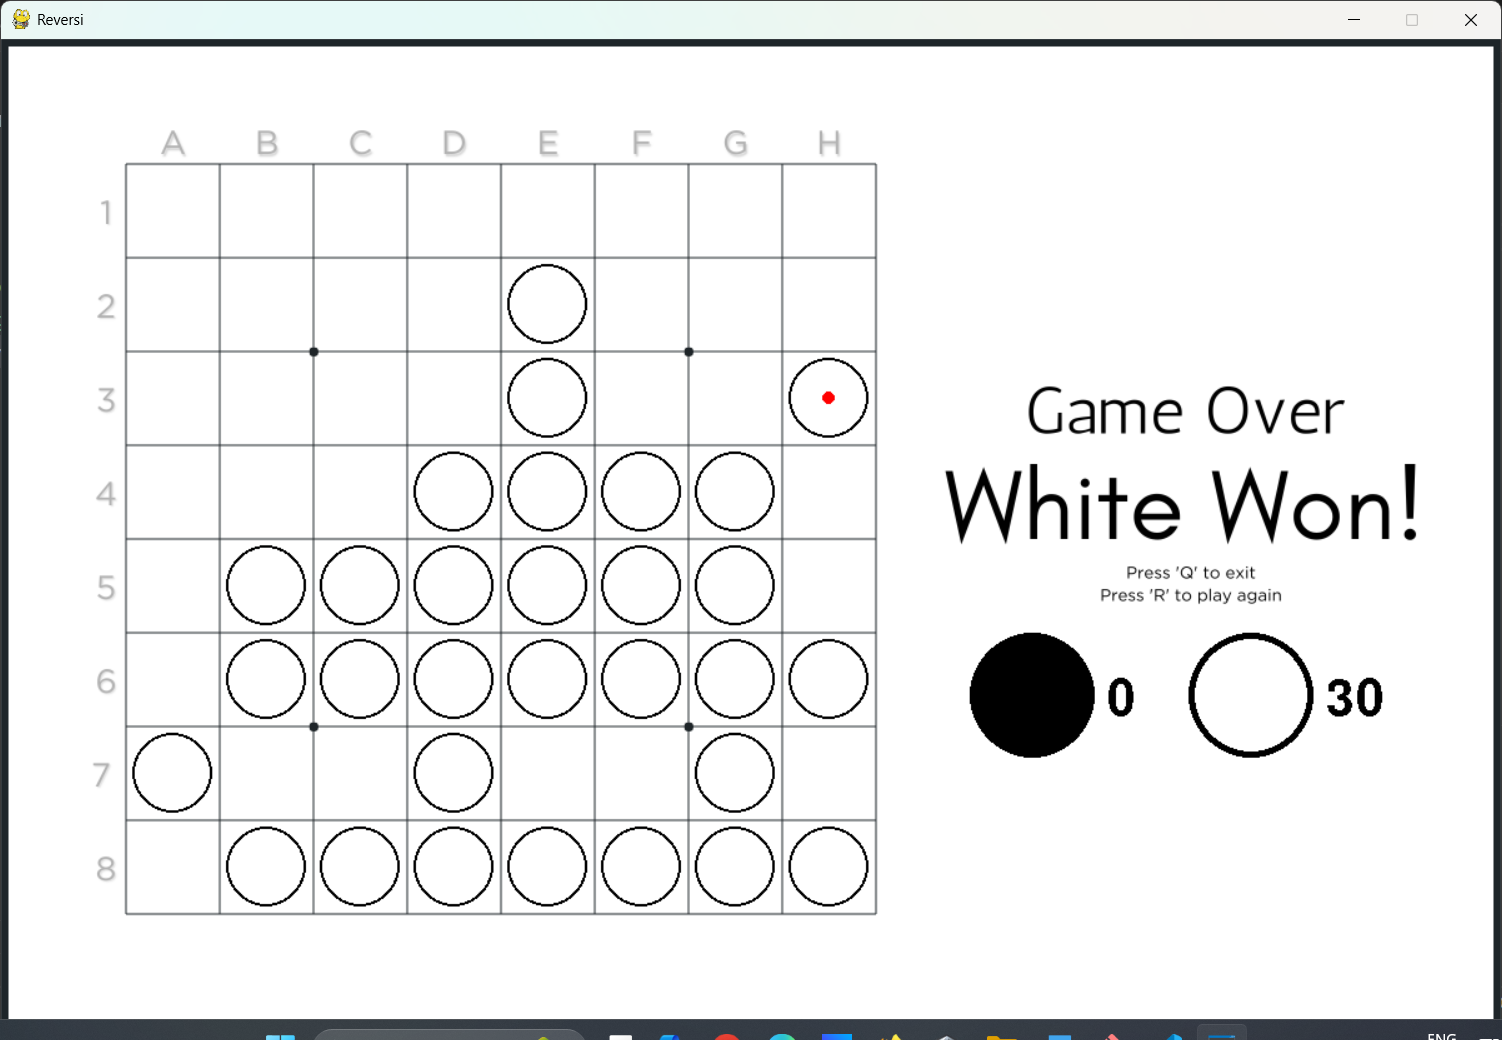 Reversi
A B C D E F G H
1
2
3
4
5
6
7
8
Game Over
White Won!
Press 'Q' to exit
Press 'R' to play again
0 30
ENG